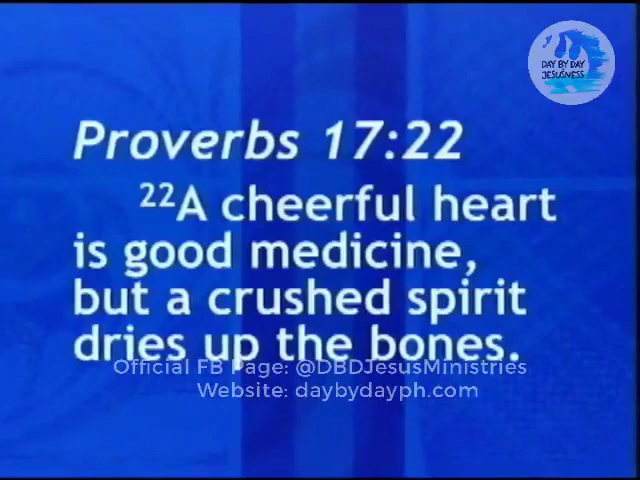 DAY BY DAY
JESUSNESS
Proverbs 17:22
22A cheerful heart
is good medicine,
but a crushed spirit
dries up the bones.
Official FB Page: @DBDJesusMinistries
Website: daybydayph.com